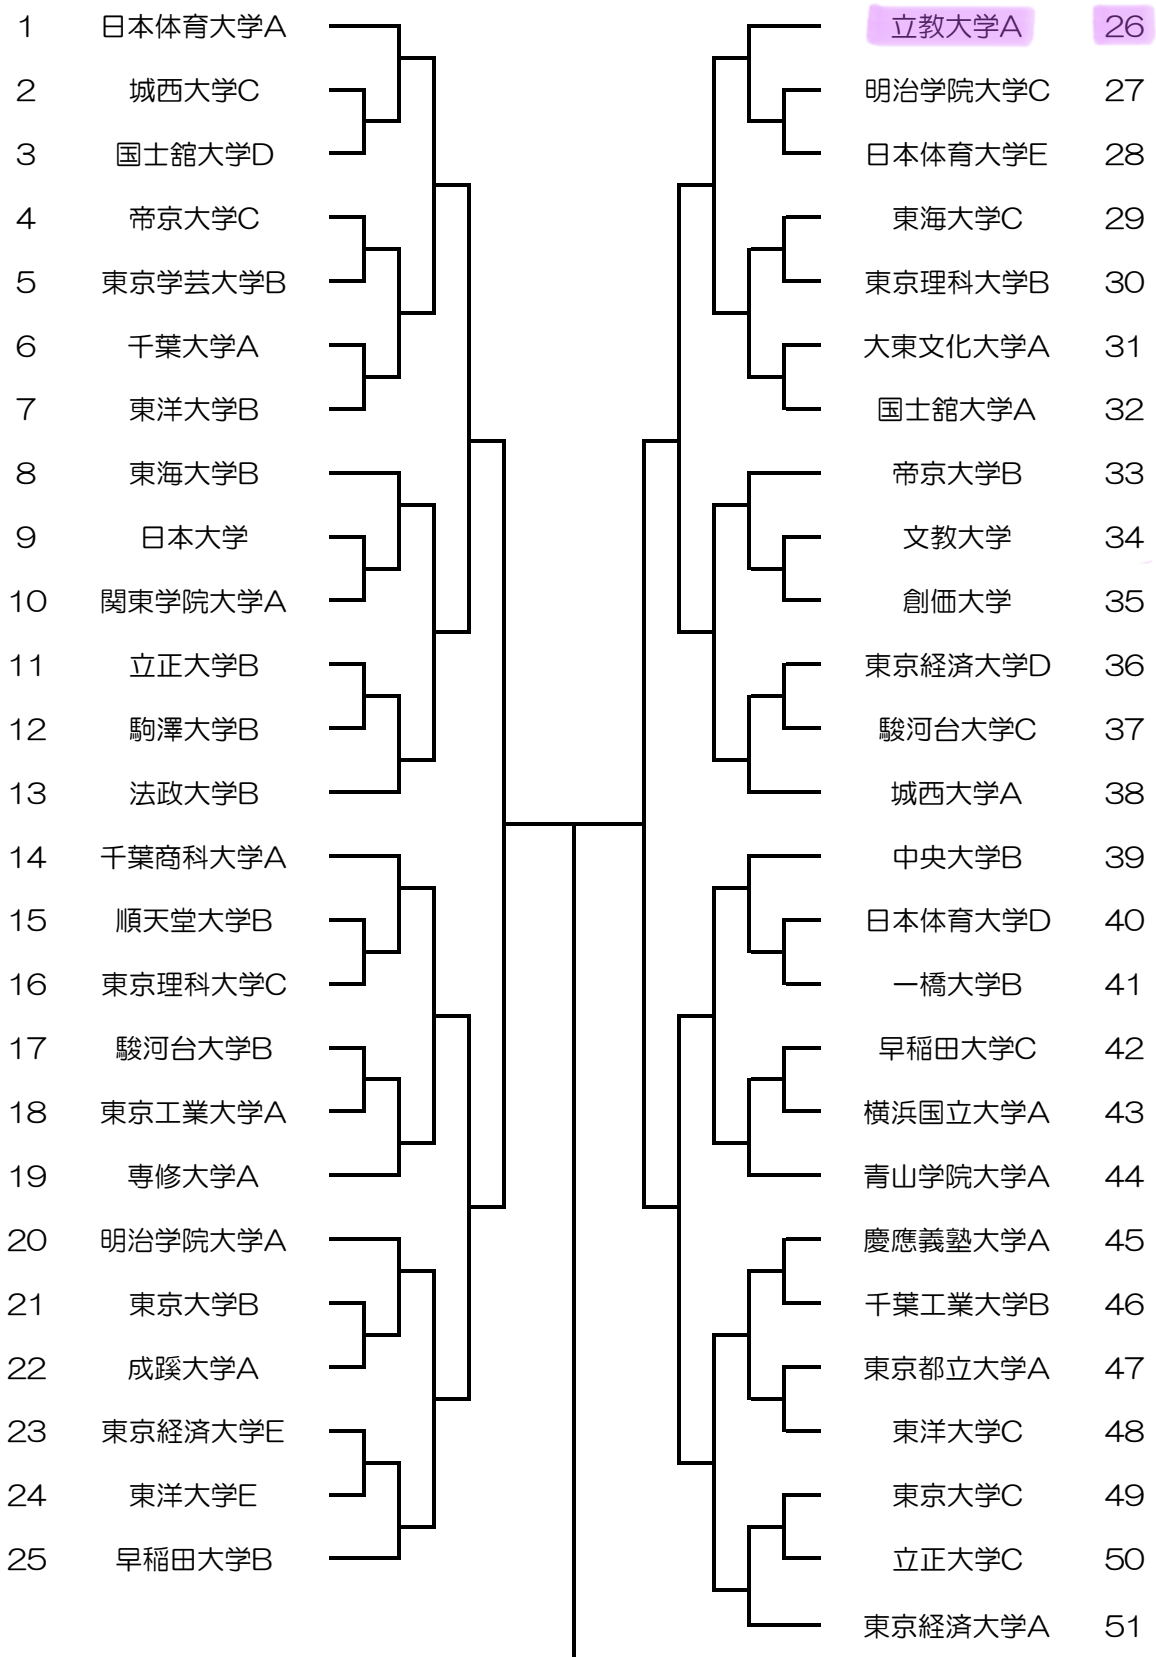 1 日本体育大学A
2 城西大学C
3 国士舘大学D
4 帝京大学C
5 東京学芸大学B
6 千葉大学A
7 東洋大学B
8 東海大学B
9 日本大学
10 関東学院大学A
11 立正大学B
12 駒澤大学B
13 法政大学B
14 千葉商科大学A
15 順天堂大学B
16 東京理科大学C
17 駿河台大学B
18 東京工業大学A
19 専修大学A
20 明治学院大学A
21 東京大学B
22 成蹊大学A
23 東京経済大学E
24 東洋大学E
25 早稲田大学B
立教大学A 26
明治学院大学C 27
日本体育大学E 28
東海大学C 29
東京理科大学B 30
大東文化大学A 31
国士舘大学A 32
帝京大学B 33
文教大学 34
創価大学 35
東京経済大学D 36
駿河台大学C 37
城西大学A 38
中央大学B 39
日本体育大学D 40
一橋大学B 41
早稲田大学C 42
横浜国立大学A 43
青山学院大学A 44
慶應義塾大学A 45
千葉工業大学B 46
東京都立大学A 47
東洋大学C 48
東京大学C 49
立正大学C 50
東京経済大学A 51